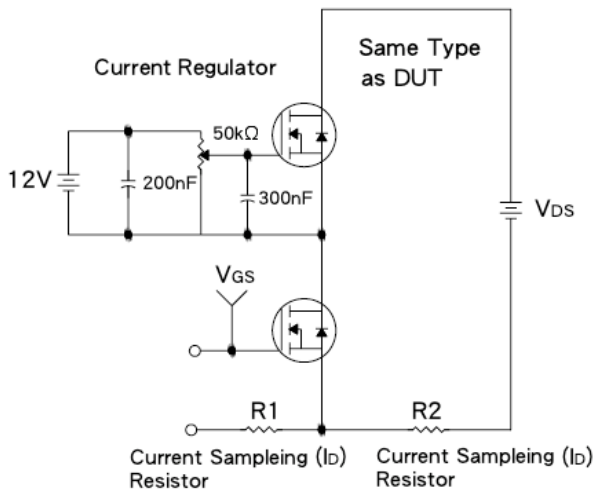 Same Type
as DUT
Current Regulator
50kΩ
12V
200nF
300nF
VDS
VGS
R1
R2
Current Sampleing (ID)
Resistor
Current Sampleing (ID)
Resistor